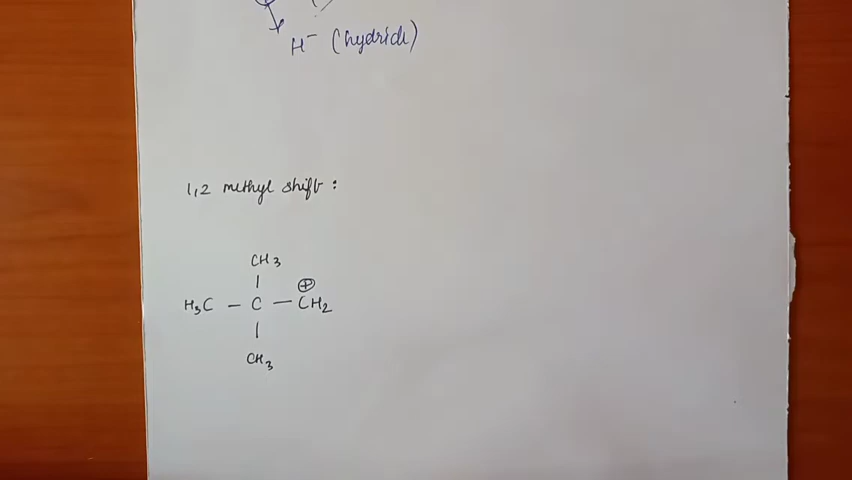 H⁻ (hydride)
1,2 methyl shift :
CH3
|
H3C — C — CH2
⊕
|
CH3